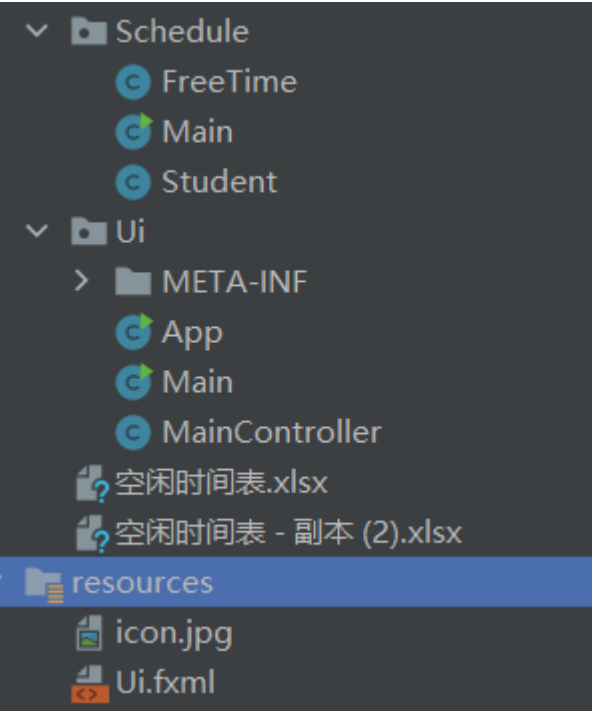 Schedule
FreeTime
Main
Student
Ui
META-INF
App
Main
MainController
空闲时间表.xlsx
空闲时间表 - 副本 (2).xlsx
resources
icon.jpg
Ui.fxml